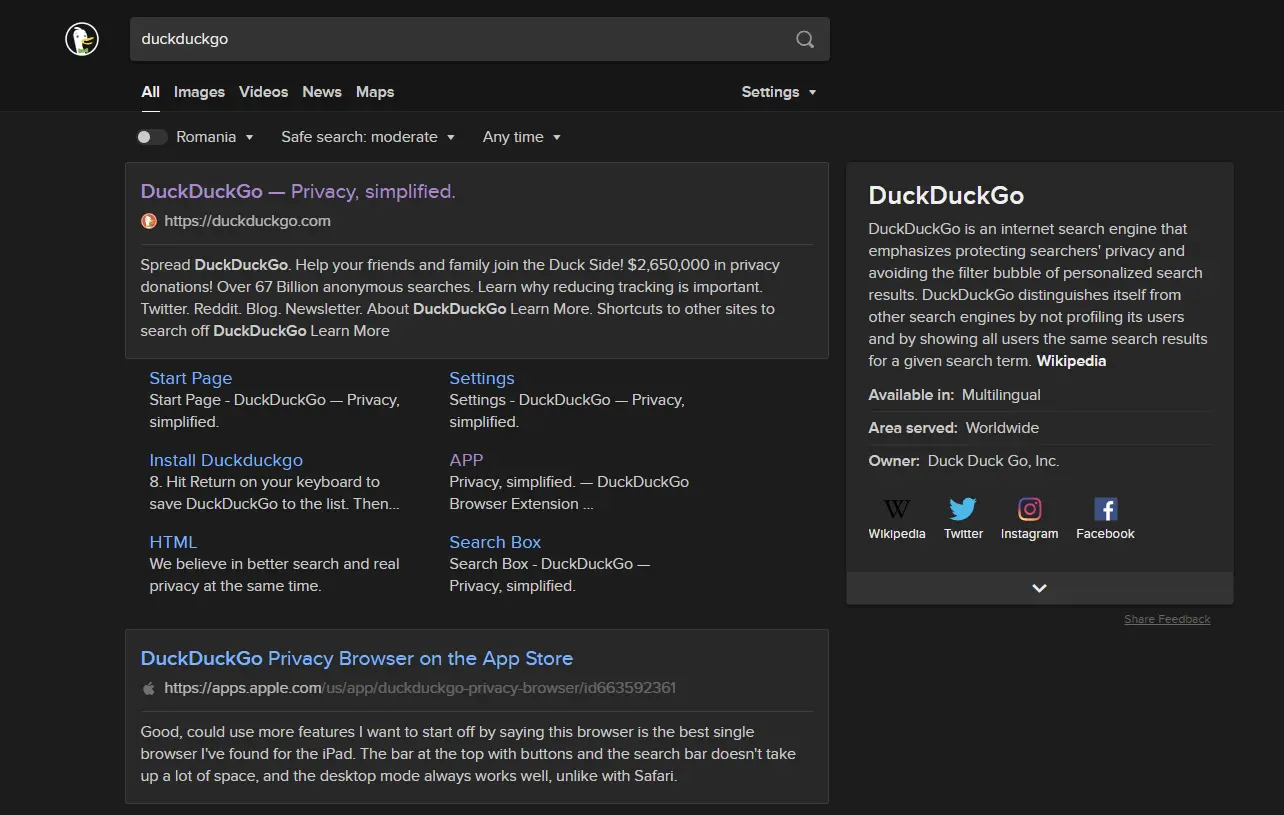 duckduckgo
All Images Videos News Maps Settings
Romania Safe search: moderate Any time
DuckDuckGo — Privacy, simplified.
https://duckduckgo.com
Spread DuckDuckGo. Help your friends and family join the Duck Side! $2,650,000 in privacy
donations! Over 67 Billion anonymous searches. Learn why reducing tracking is important.
Twitter. Reddit. Blog. Newsletter. About DuckDuckGo Learn More. Shortcuts to other sites to
search off DuckDuckGo Learn More
Start Page
Start Page - DuckDuckGo — Privacy,
simplified.
Settings
Settings - DuckDuckGo — Privacy,
simplified.
Install Duckduckgo
8. Hit Return on your keyboard to
save DuckDuckGo to the list. Then...
APP
Privacy, simplified. — DuckDuckGo
Browser Extension ...
HTML
We believe in better search and real
privacy at the same time.
Search Box
Search Box - DuckDuckGo —
Privacy, simplified.
DuckDuckGo Privacy Browser on the App Store
https://apps.apple.com/us/app/duckduckgo-privacy-browser/id663592361
Good, could use more features I want to start off by saying this browser is the best single
browser I've found for the iPad. The bar at the top with buttons and the search bar doesn't take
up a lot of space, and the desktop mode always works well, unlike with Safari.
DuckDuckGo
DuckDuckGo is an internet search engine that
emphasizes protecting searchers' privacy and
avoiding the filter bubble of personalized search
results. DuckDuckGo distinguishes itself from
other search engines by not profiling its users
and by showing all users the same search results
for a given search term. Wikipedia
Available in: Multilingual
Area served: Worldwide
Owner: Duck Duck Go, Inc.
W
Wikipedia Twitter Instagram Facebook
Share Feedback